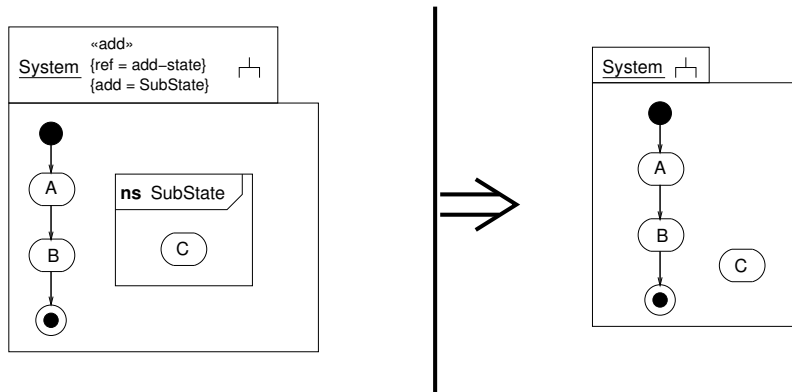 «add»
System {ref = add−state}
{add = SubState}
A
ns SubState
B
C
System
A
B
C